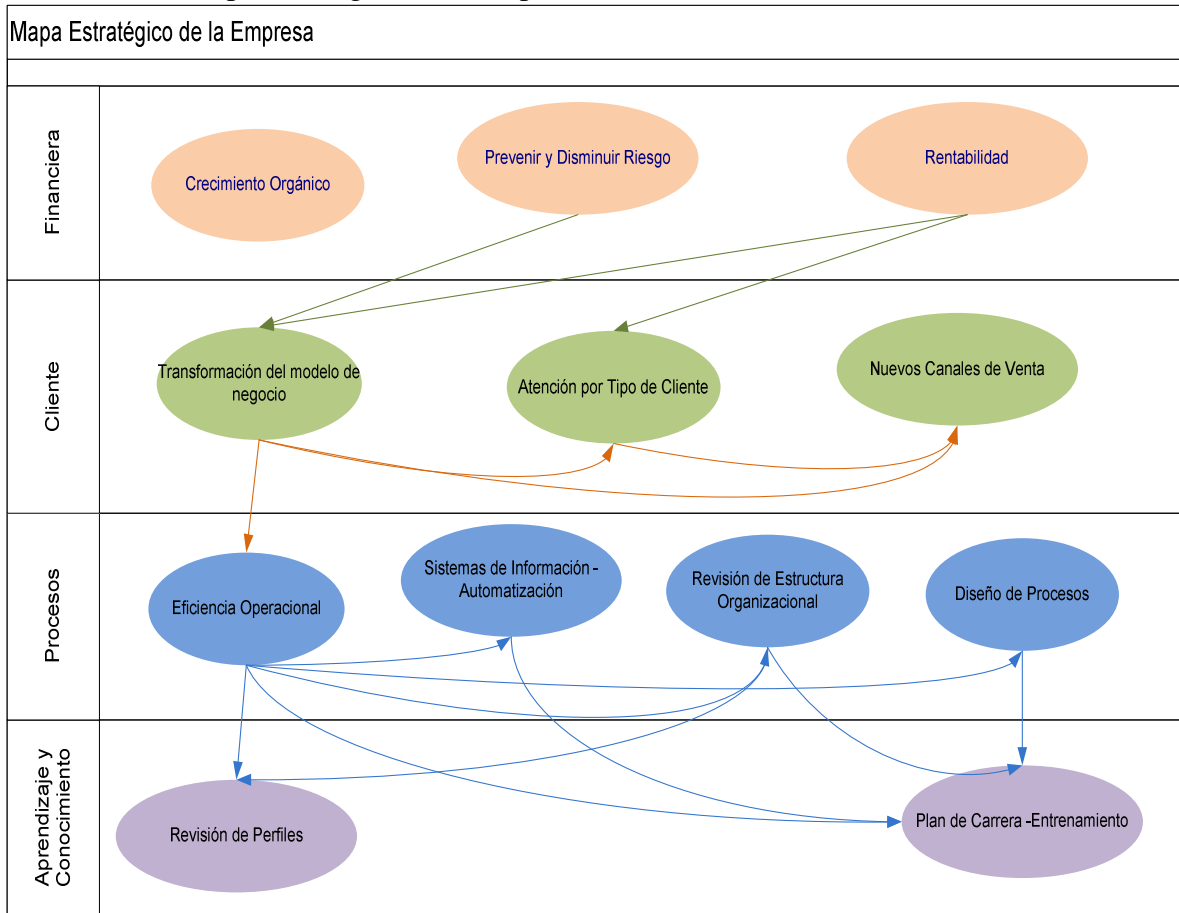 Mapa Estratégico de la Empresa
Financiera
Crecimiento Orgánico
Prevenir y Disminuir Riesgo
Rentabilidad
Cliente
Transformación del modelo de
negocio
Atención por Tipo de Cliente
Nuevos Canales de Venta
Procesos
Eficiencia Operacional
Sistemas de Información -
Automatización
Revisión de Estructura
Organizacional
Diseño de Procesos
Aprendizaje y
Conocimiento
Revisión de Perfiles
Plan de Carrera -Entrenamiento